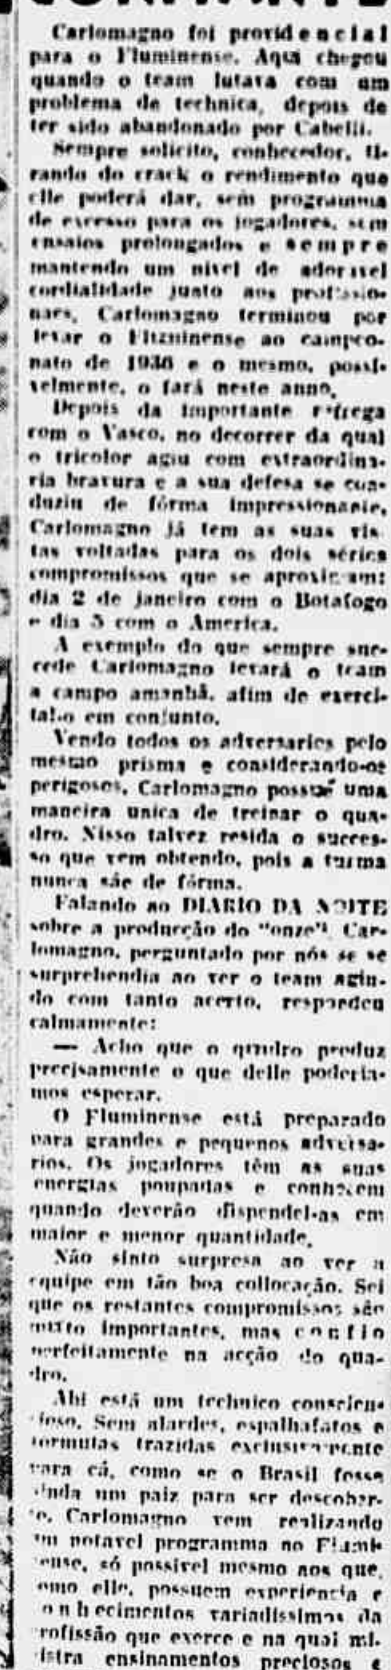 CONFIANTE
Carlomagno foi providencial
para o Fluminense. Aqui chegou
quando o team lutava com um
problema de technica, depois de
ter sido abandonado por Cabelli.
Sempre solicito, conhecedor, ti-
rando do crack o rendimento que
elle poderá dar, sem programma
de excesso para os jogadores, sem
ensaios prolongados e sempre
mantendo um nivel de adoravel
cordialidade junto aos profissio-
naes, Carlomagno terminou por
levar o Fluminense ao campeo-
nato de 1936 e o mesmo, possi-
velmente, o fará neste anno.
Depois da importante refrega
com o Vasco, no decorrer da qual
o tricolor agiu com extraordina-
ria bravura e a sua defesa se con-
duziu de fórma impressionante,
Carlomagno já tem as suas vis-
tas voltadas para os dois sérios
compromissos que se aproximam:
dia 2 de janeiro com o Botafogo
e dia 5 com o America.
A exemplo do que sempre suc-
cede Carlomagno levará o team
a campo amanhã, afim de exerci-
tal-o em conjunto.
Vendo todos os adversarios pelo
mesmo prisma e considerando-os
perigosos, Carlomagno possue uma
maneira unica de treinar o qua-
dro. Nisso talvez resida o succes-
so que vem obtendo, pois a turma
nunca sáe de fórma.
Falando ao DIARIO DA NOITE
sobre a producção do "onze", Car-
lomagno, perguntado por nós se se
surprehendia ao ver o team agin-
do com tanto acerto, respondeu
calmamente:
— Acho que o quadro produz
precisamente o que delle poderia-
mos esperar.
O Fluminense está preparado
para grandes e pequenos adversa-
rios. Os jogadores têm as suas
energias poupadas e conhecem
quando deverão dispendel-as em
maior e menor quantidade.
Não sinto surpresa ao ver a
equipe em tão boa collocação. Sei
que os restantes compromissos são
muito importantes, mas confio
perfeitamente na acção do qua-
dro.
Ahi está um technico conscien-
cioso. Sem alardes, espalhafatos e
formulas trazidas exclusivamente
para cá, como se o Brasil fosse
ainda um paiz para ser descober-
to, Carlomagno vem realizando
um notavel programma no Flumi-
nense, só possivel mesmo aos que,
como elle, possuem experiencia e
conhecimentos variadissimos da
profissão que exerce e na qual mi-
nistra ensinamentos preciosos e